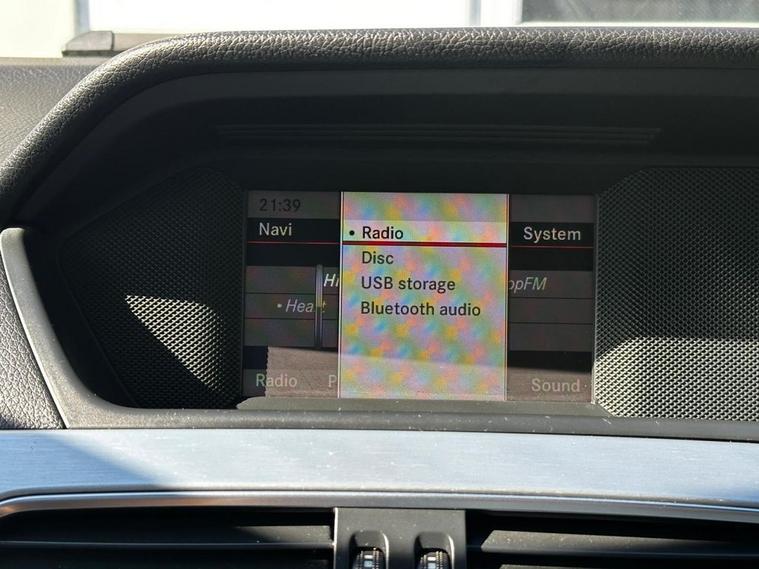 21:39
Navi
• Radio
System
Disc
USB storage
Bluetooth audio
Radio
Sound